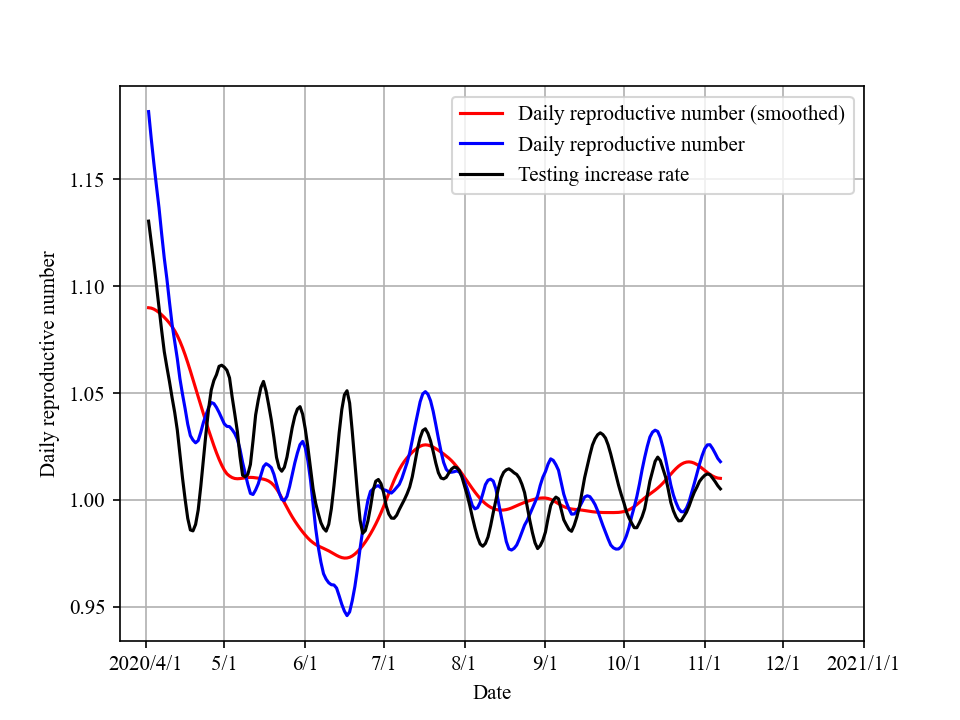 Daily reproductive number (smoothed)
Daily reproductive number
Testing increase rate
Daily reproductive number
1.15
1.10
1.05
1.00
0.95
2020/4/1 5/1 6/1 7/1 8/1 9/1 10/1 11/1 12/1 2021/1/1
Date